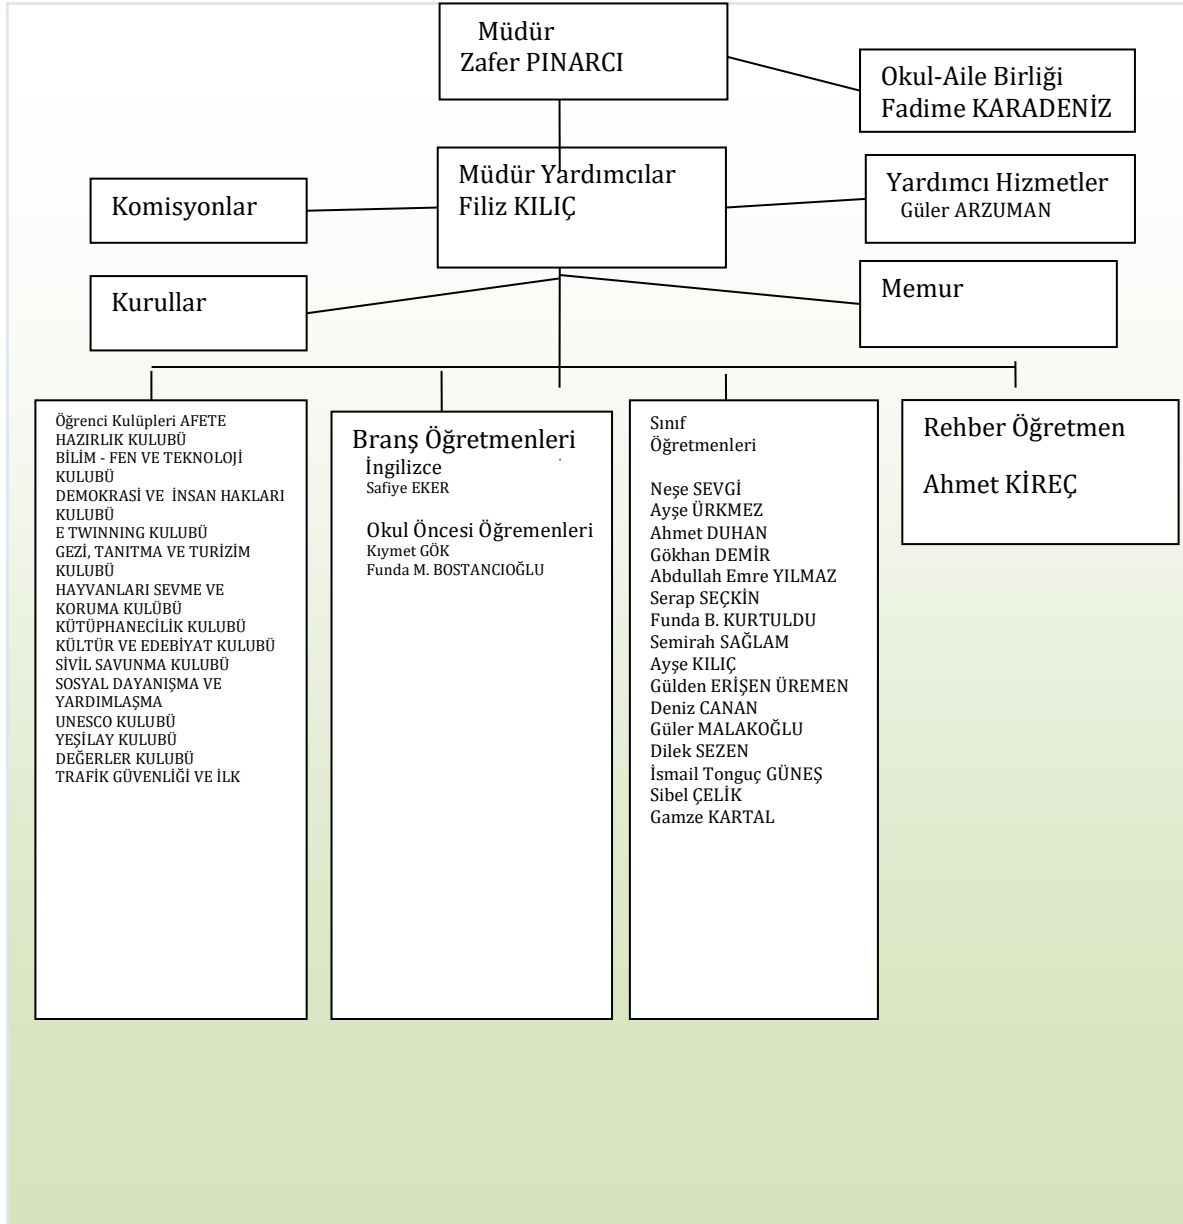 Müdür
Zafer PINARCI
Okul-Aile Birliği
Fadime KARADENİZ
Müdür Yardımcılar
Filiz KILIÇ
Komisyonlar
Yardımcı Hizmetler
Güler ARZUMAN
Kurullar
Memur
Öğrenci Kulüpleri AFETE
HAZIRLIK KULUBÜ
BİLİM - FEN VE TEKNOLOJİ
KULUBÜ
DEMOKRASİ VE İNSAN HAKLARI
KULUBÜ
E TWINNING KULUBÜ
GEZİ, TANITMA VE TURİZİM
KULUBÜ
HAYVANLARI SEVME VE
KORUMA KULÜBÜ
KÜTÜPHANECİLİK KULUBÜ
KÜLTÜR VE EDEBİYAT KULUBÜ
SİVİL SAVUNMA KULUBÜ
SOSYAL DAYANIŞMA VE
YARDIMLAŞMA
UNESCO KULUBÜ
YEŞİLAY KULUBÜ
DEĞERLER KULUBÜ
TRAFİK GÜVENLİĞİ VE İLK
Branş Öğretmenleri
İngilizce
Safiye EKER
Okul Öncesi Öğremenleri
Kıymet GÖK
Funda M. BOSTANCIOĞLU
Sınıf
Öğretmenleri
Neşe SEVGİ
Ayşe ÜRKMEZ
Ahmet DUHAN
Gökhan DEMİR
Abdullah Emre YILMAZ
Serap SEÇKİN
Funda B. KURTULDU
Semirah SAĞLAM
Ayşe KILIÇ
Gülden ERİŞEN ÜREMEN
Deniz CANAN
Güler MALAKOĞLU
Dilek SEZEN
İsmail Tonguç GÜNEŞ
Sibel ÇELİK
Gamze KARTAL
Rehber Öğretmen
Ahmet KİREÇ